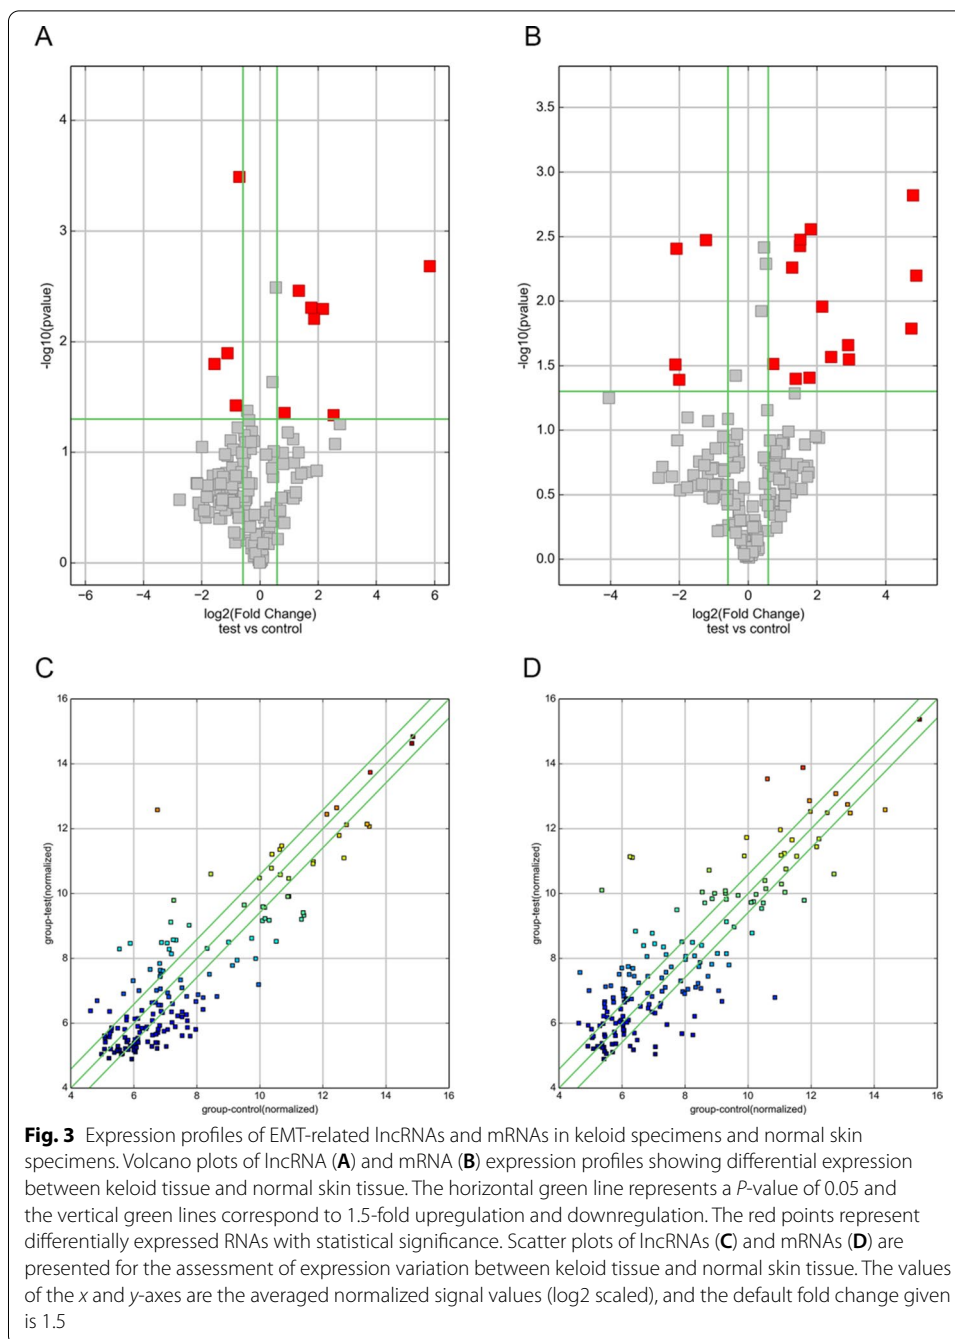 A
B
-log10(pvalue)
4
3
2
1
0
−6 −4 −2 0 2 4 6
log2(Fold Change)
test vs control
-log10(pvalue)
3.5
3.0
2.5
2.0
1.5
1.0
0.5
0.0
−4 −2 0 2 4
log2(Fold Change)
test vs control
C
D
group-test(normalized)
16
14
12
10
8
6
4
4 6 8 10 12 14 16
group-control(normalized)
group-test(normalized)
16
14
12
10
8
6
4
4 6 8 10 12 14 16
group-control(normalized)
Fig. 3 Expression profiles of EMT-related lncRNAs and mRNAs in keloid specimens and normal skin
specimens. Volcano plots of lncRNA (A) and mRNA (B) expression profiles showing differential expression
between keloid tissue and normal skin tissue. The horizontal green line represents a P-value of 0.05 and
the vertical green lines correspond to 1.5-fold upregulation and downregulation. The red points represent
differentially expressed RNAs with statistical significance. Scatter plots of lncRNAs (C) and mRNAs (D) are
presented for the assessment of expression variation between keloid tissue and normal skin tissue. The values
of the x and y-axes are the averaged normalized signal values (log2 scaled), and the default fold change given
is 1.5